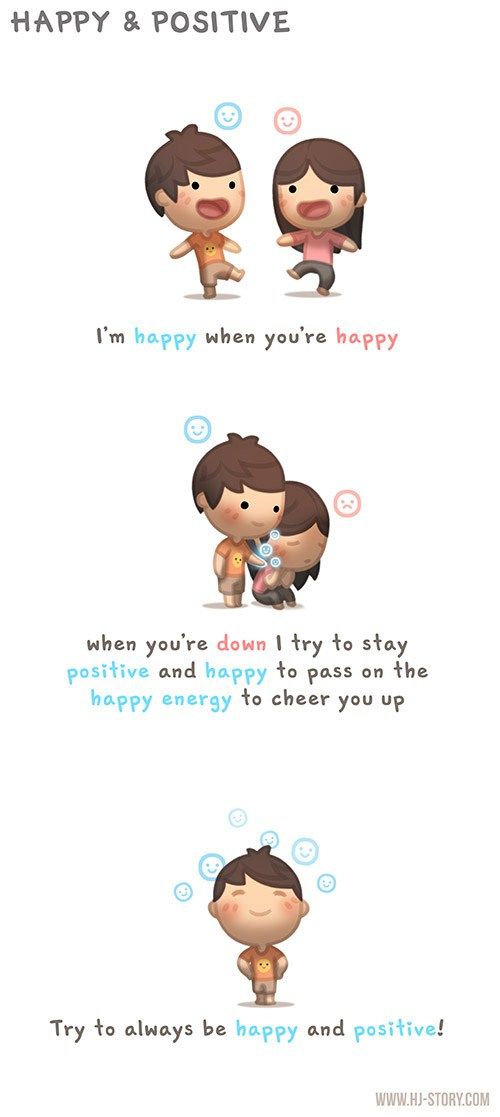 HAPPY & POSITIVE
I'm happy when you're happy
when you're down I try to stay
positive and happy to pass on the
happy energy to cheer you up
Try to always be happy and positive!
WWW.HJ-STORY.COM